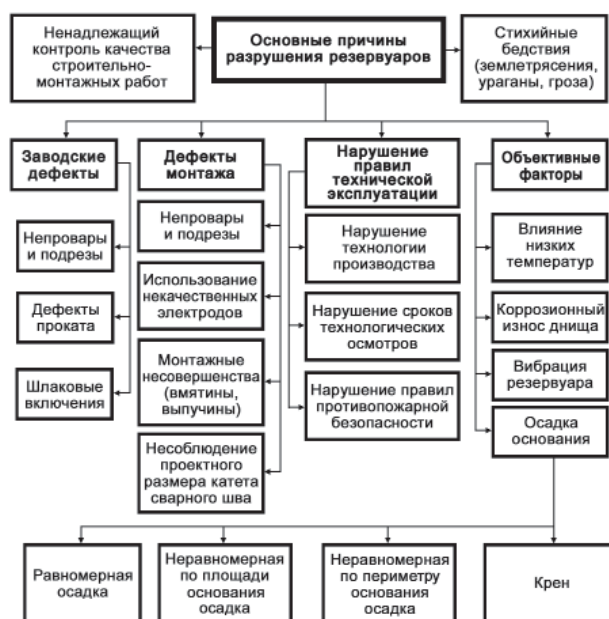 Ненадлежащий
контроль качества
строительно-
монтажных работ
Основные причины
разрушения резервуаров
Стихийные
бедствия
(землетрясения,
ураганы, гроза)
Заводские
дефекты
Непровары
и подрезы
Дефекты
проката
Шлаковые
включения
Дефекты
монтажа
Непровары
и подрезы
Использование
некачественных
электродов
Монтажные
несовершенства
(вмятины,
выпучины)
Несоблюдение
проектного
размера катета
сварного шва
Нарушение
правил
технической
эксплуатации
Нарушение
технологии
производства
Нарушение сроков
технологических
осмотров
Нарушение правил
противопожарной
безопасности
Объективные
факторы
Влияние
низких
температур
Коррозионный
износ днища
Вибрация
резервуара
Осадка
основания
Равномерная
осадка
Неравномерная
по площади
основания
осадка
Неравномерная
по периметру
основания
осадка
Крен